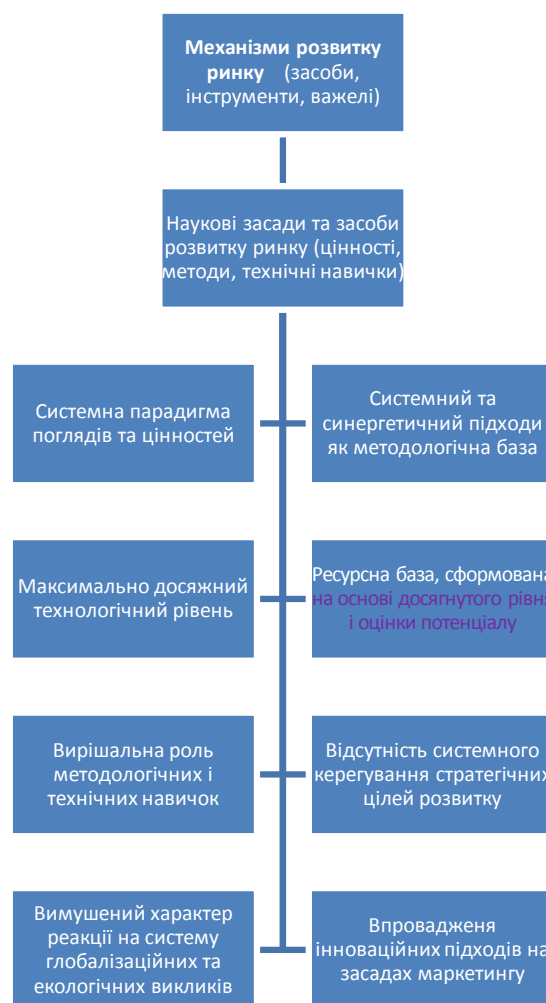 Механізми розвитку
ринку (засоби,
інструменти, важелі)
Наукові засади та засоби
розвитку ринку (цінності,
методи, технічні навички)
Системна парадигма
поглядів та цінностей
Системний та
синергетичний підходи
як методологічна база
Максимально досяжний
технологічний рівень
Ресурсна база, сформована
на основі досягнутого рівня
і оцінки потенціалу
Вирішальна роль
методологічних і
технічних навичок
Відсутність системного
керегування стратегічних
цілей розвитку
Вимушений характер
реакції на систему
глобалізаційних та
екологічних викликів
Впровадженя
інноваційних підходів на
засадах маркетингу